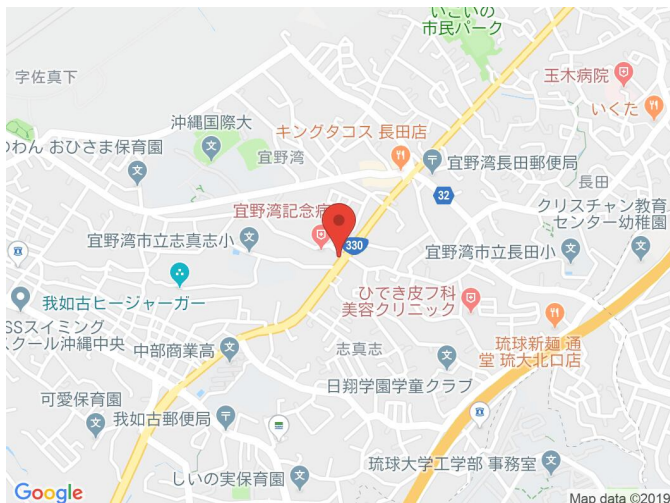 いこいの
市民パーク
字佐真下
玉木病院
いくた
沖縄国際大
キングタコス 長田店
宜野湾
宜野湾長田郵便局
おひさま保育園
32
長田
クリスチャン教育
センター幼稚園
宜野湾記念病
330
宜野湾市立志真志小
宜野湾市立長田小
我如古ヒージャーガー
ひでき皮フ科
美容クリニック
SSスイミング
スクール沖縄中央
琉球新麺 通
堂 琉大北口店
中部商業高
志真志
日翔学園学童クラブ
可愛保育園
我如古郵便局
しいの実保育園
琉球大学工学部 事務室
Google
Map data ©2019